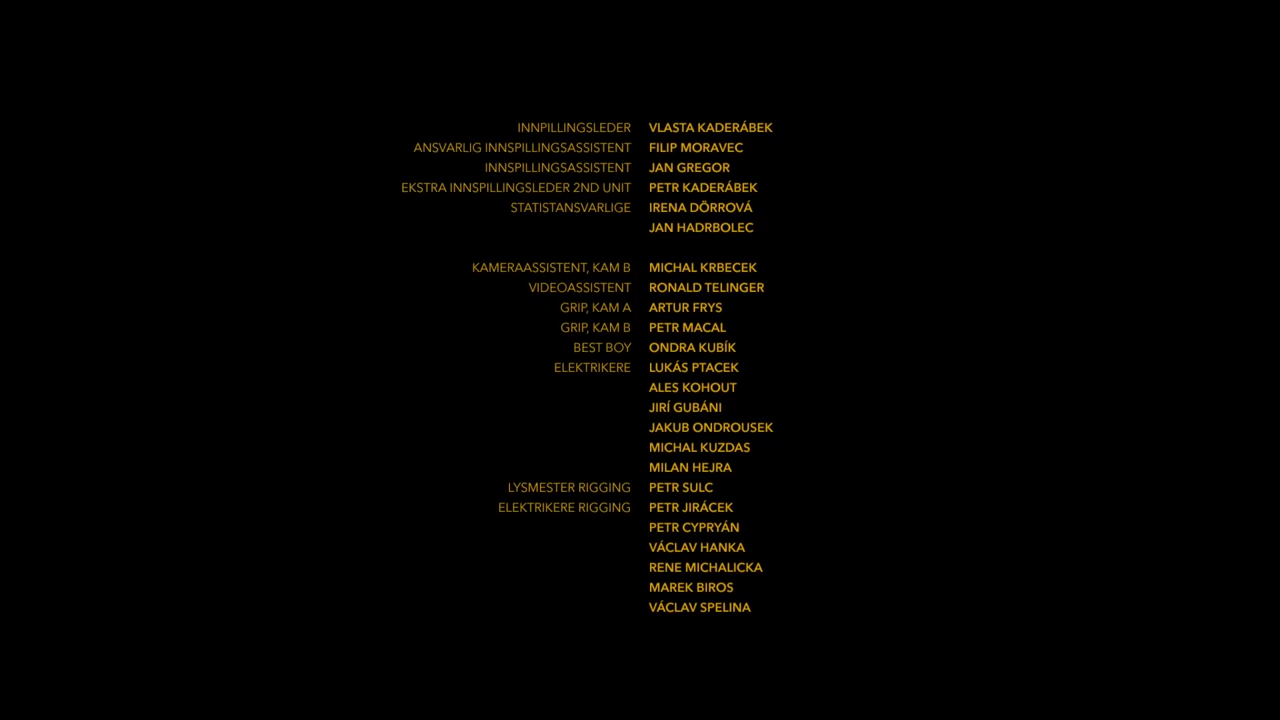 INNPILLINGSLEDER VLASTA KADERÁBEK
ANSVARLIG INNSPILLINGSASSISTENT FILIP MORAVEC
INNSPILLINGSASSISTENT JAN GREGOR
EKSTRA INNSPILLINGSLEDER 2ND UNIT PETR KADERÁBEK
STATISTANSVARLIGE IRENA DÖRROVÁ
JAN HADRBOLEC
KAMERAASSISTENT, KAM B MICHAL KRBECEK
VIDEOASSISTENT RONALD TELINGER
GRIP, KAM A ARTUR FRYS
GRIP, KAM B PETR MACAL
BEST BOY ONDRA KUBÍK
ELEKTRIKERE LUKÁS PTACEK
ALES KOHOUT
JIRÍ GUBÁNI
JAKUB ONDROUSEK
MICHAL KUZDAS
MILAN HEJRA
LYSMESTER RIGGING PETR SULC
ELEKTRIKERE RIGGING PETR JIRÁCEK
PETR CYPRYÁN
VÁCLAV HANKA
RENE MICHALICKA
MAREK BIROS
VÁCLAV SPELINA